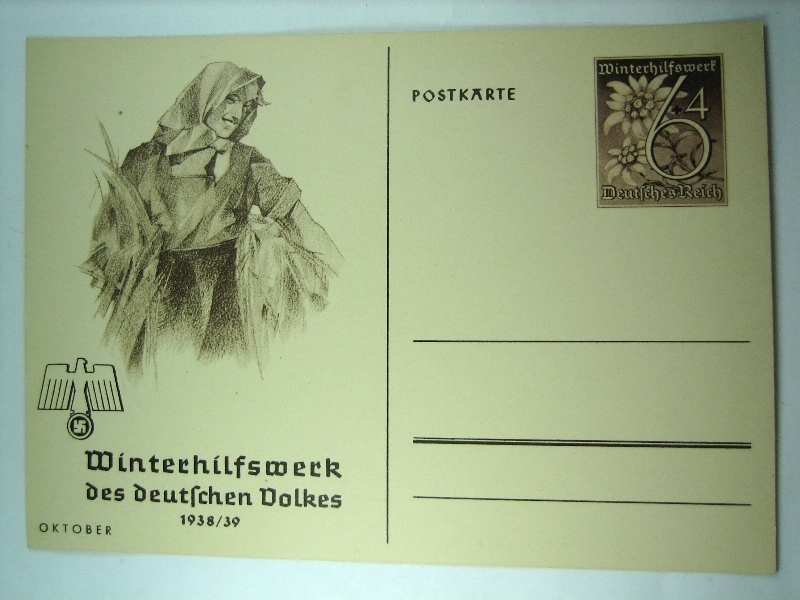 Winterhilfswerk
des deutſchen Volkes
1938/39
OKTOBER
POSTKARTE
Winterhilfswerk
6+4
Deutſches Reich